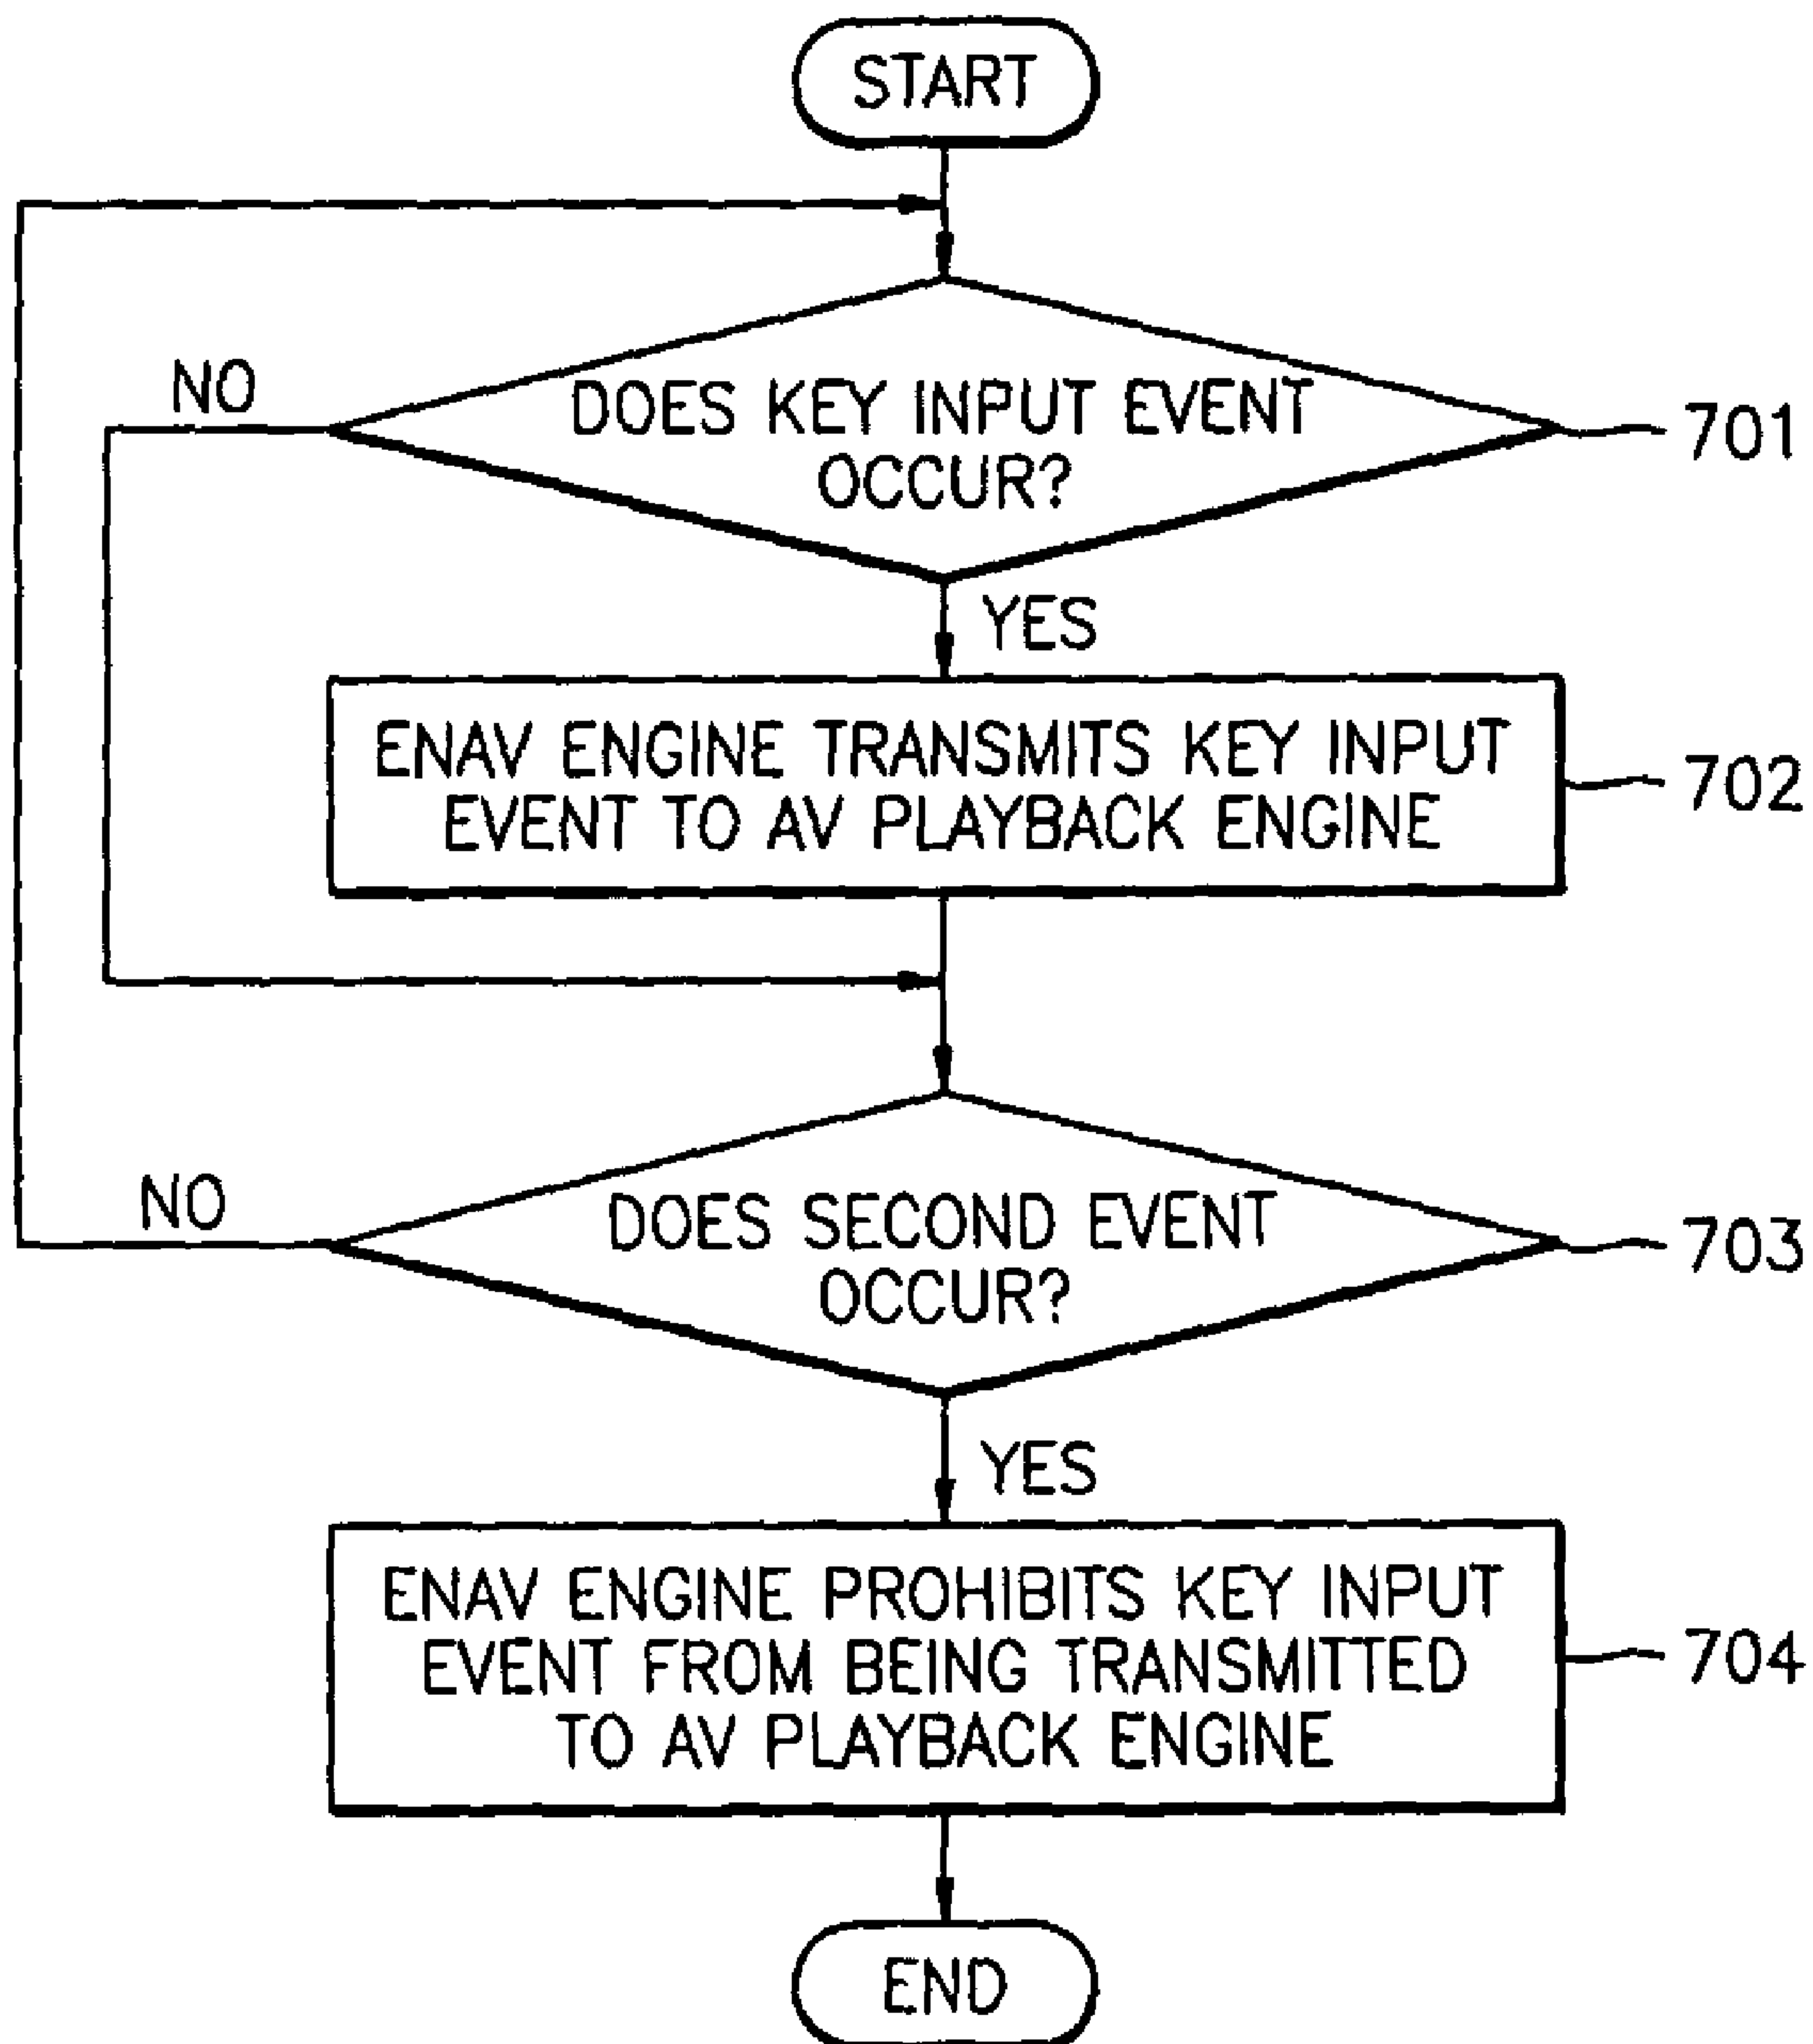 START
NO
DOES KEY INPUT EVENT
OCCUR?
701
YES
ENAV ENGINE TRANSMITS KEY INPUT
EVENT TO AV PLAYBACK ENGINE
702
NO
DOES SECOND EVENT
OCCUR?
703
YES
ENAV ENGINE PROHIBITS KEY INPUT
EVENT FROM BEING TRANSMITTED
TO AV PLAYBACK ENGINE
704
END